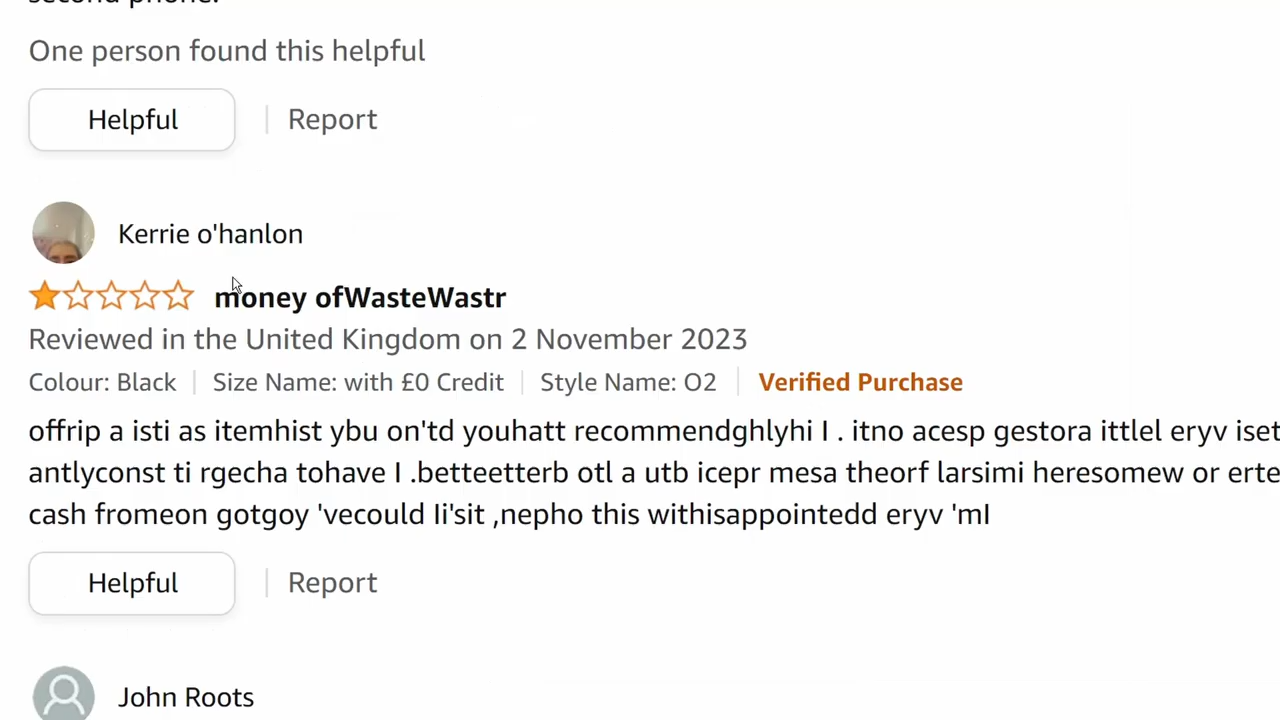 second phone.
One person found this helpful
Helpful | Report
Kerrie o'hanlon
money ofWasteWastr
Reviewed in the United Kingdom on 2 November 2023
Colour: Black | Size Name: with £0 Credit | Style Name: O2 | Verified Purchase
offrip a isti as itemhist ybu on'td youhatt recommendghlyhi I . itno acesp gestora ittlel eryv iset
antlyconst ti rgecha tohave I .betteetterb otl a utb icepr mesa theorf larsimi heresomew or erte
cash fromeon gotgoy 'vecould Ii'sit ,nepho this withisappointedd eryv 'mI
Helpful | Report
John Roots